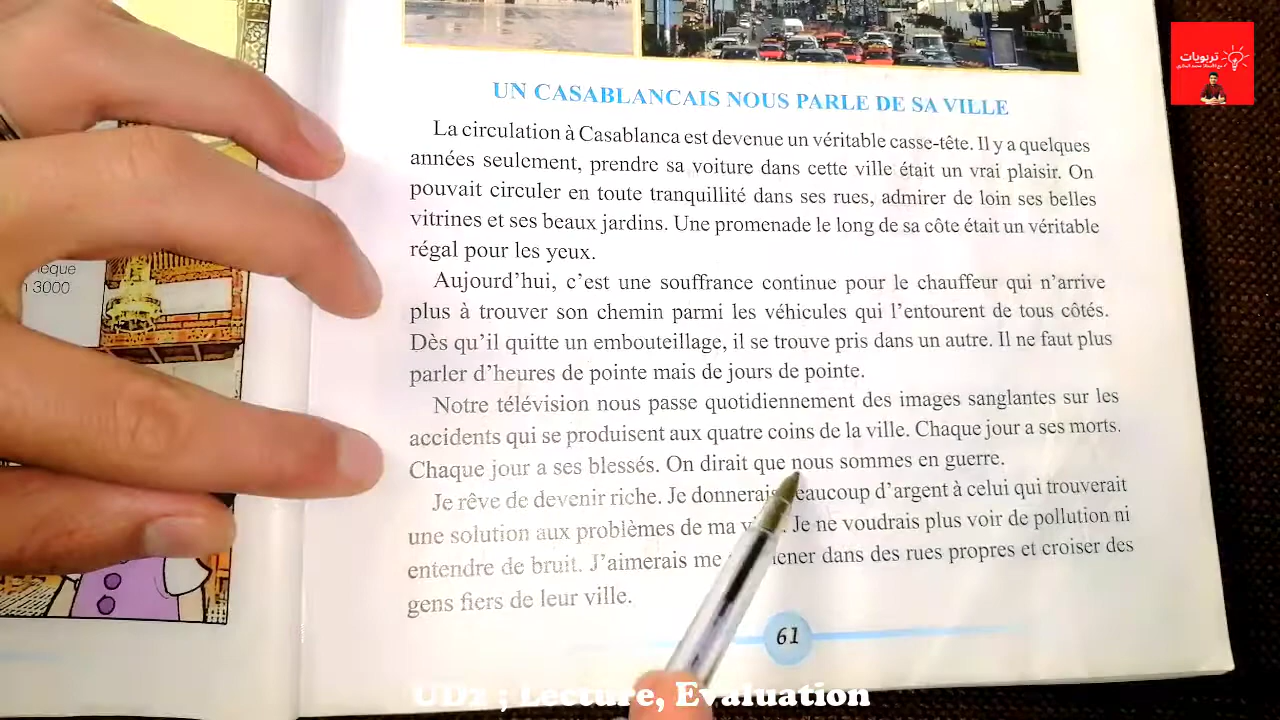 تربويات
èque
n 3000
UN CASABLANCAIS NOUS PARLE DE SA VILLE
La circulation à Casablanca est devenue un véritable casse-tête. Il y a quelques
années seulement, prendre sa voiture dans cette ville était un vrai plaisir. On
pouvait circuler en toute tranquillité dans ses rues, admirer de loin ses belles
vitrines et ses beaux jardins. Une promenade le long de sa côte était un véritable
régal pour les yeux.
Aujourd'hui, c'est une souffrance continue pour le chauffeur qui n'arrive
plus à trouver son chemin parmi les véhicules qui l'entourent de tous côtés.
Dès qu'il quitte un embouteillage, il se trouve pris dans un autre. Il ne faut plus
parler d'heures de pointe mais de jours de pointe.
Notre télévision nous passe quotidiennement des images sanglantes sur les
accidents qui se produisent aux quatre coins de la ville. Chaque jour a ses morts.
Chaque jour a ses blessés. On dirait que nous sommes en guerre.
Je rêve de devenir riche. Je donnerais beaucoup d'argent à celui qui trouverait
une solution aux problèmes de ma Je ne voudrais plus voir de pollution ni
entendre de bruit. J'aimerais me dans des rues propres et croiser des
gens fiers de leur ville.
61
UD2 ; Lecture, Evaluation